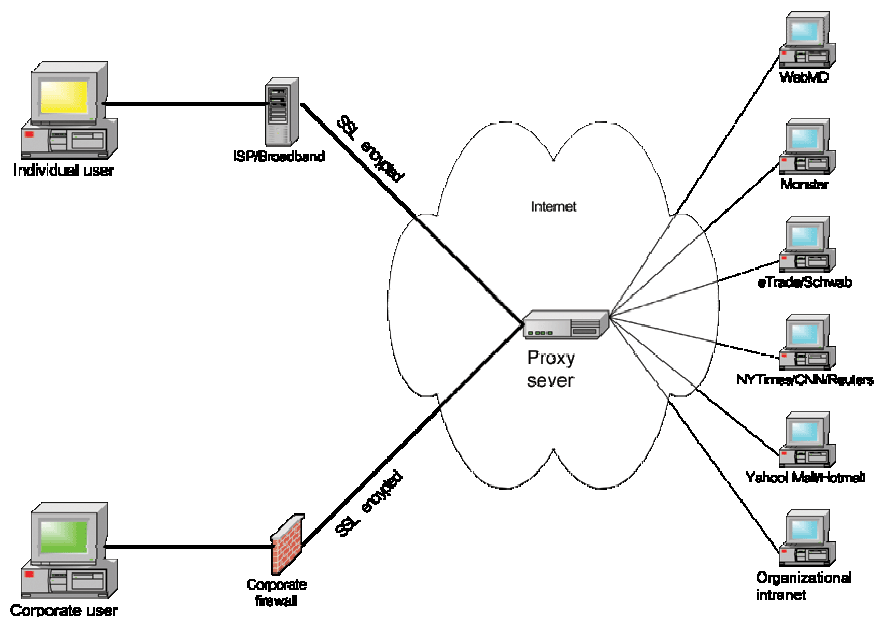 WebMD
SSL encrypted
Individual user
ISP/Broadband
Monster
Internet
eTrade/Schwab
Proxy
sever
NYTimes/CNN/Reuters
Yahoo! Mail/Hotmail
SSL encrypted
Corporate
firewall
Organizational
intranet
Corporate user